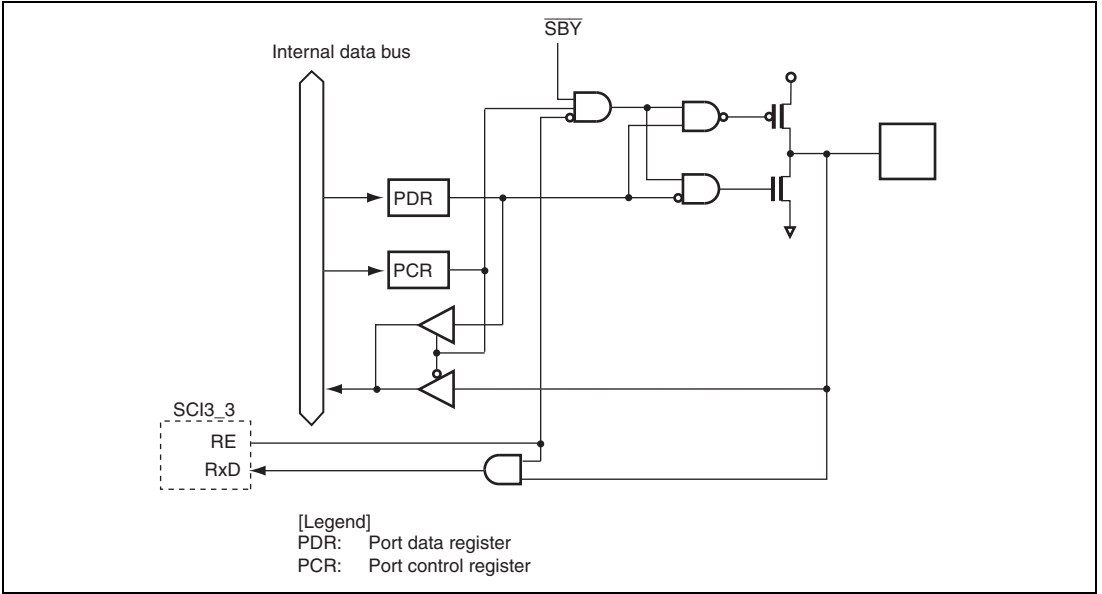 SBY
Internal data bus
PDR
PCR
SCI3_3
RE
RxD
[Legend]
PDR: Port data register
PCR: Port control register